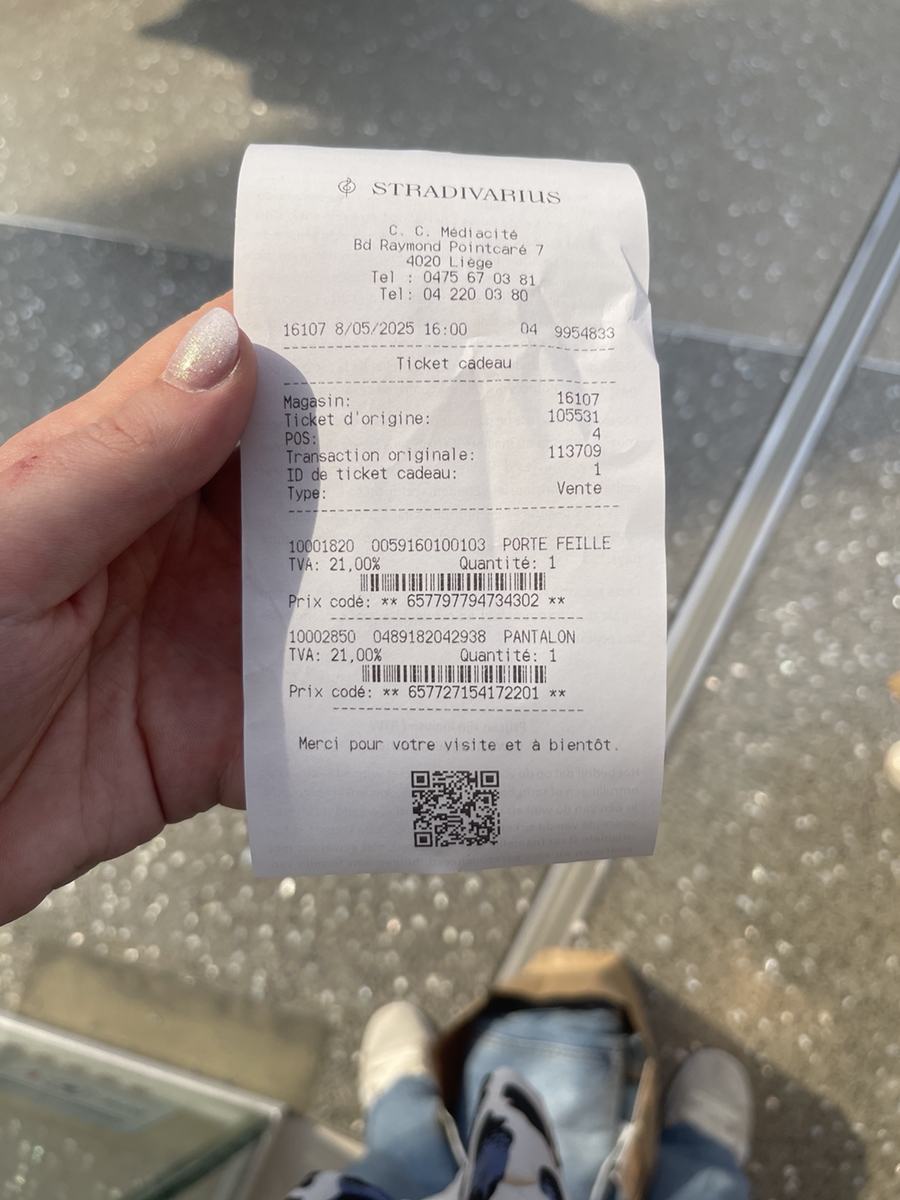 STRADIVARIUS
C. C. Médiacité
Bd Raymond Pointcaré 7
4020 Liège
Tel : 0475 67 03 81
Tel: 04 220 03 80
16107 8/05/2025 16:00 04 9954833
Ticket cadeau
Magasin: 16107
Ticket d'origine: 105531
POS: 4
Transaction originale: 113709
ID de ticket cadeau: 1
Type: Vente
10001820 0059160100103 PORTE FEILLE
TVA: 21,00% Quantité: 1
Prix codé: ** 657797794734302 **
10002850 0489182042938 PANTALON
TVA: 21,00% Quantité: 1
Prix codé: ** 657727154172201 **
Merci pour votre visite et à bientôt.